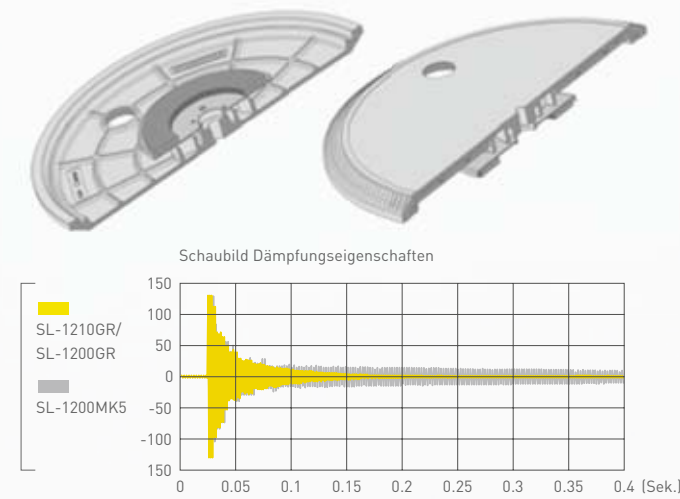 Schaubild Dämpfungseigenschaften
SL-1210GR/
SL-1200GR
SL-1200MK5
150
100
50
0
-50
-100
150
0 0.05 0.1 0.15 0.2 0.25 0.3 0.35 0.4 (Sek.)